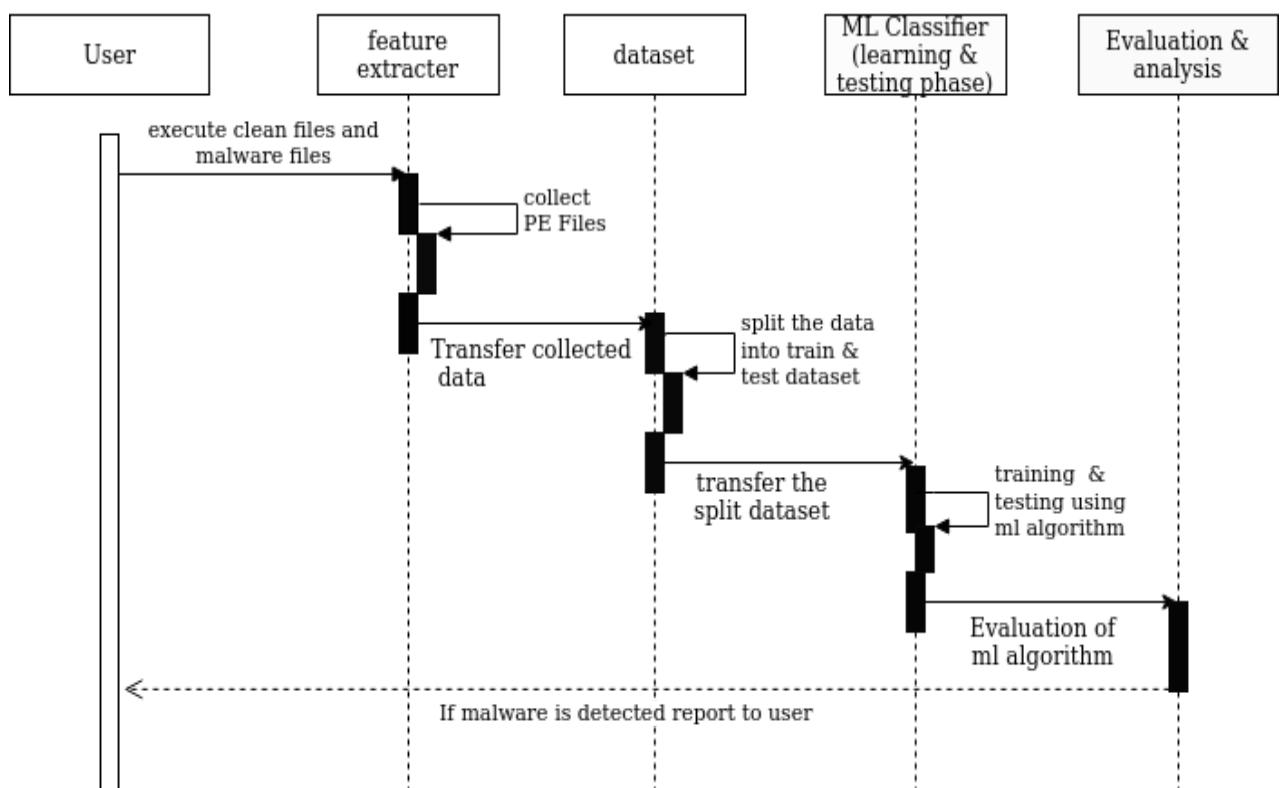 User
feature
extracter
dataset
ML Classifier
(learning &
testing phase)
Evaluation &
analysis
execute clean files and
malware files
collect
PE Files
Transfer collected
data
split the data
into train &
test dataset
transfer the
split dataset
training &
testing using
ml algorithm
Evaluation of
ml algorithm
If malware is detected report to user